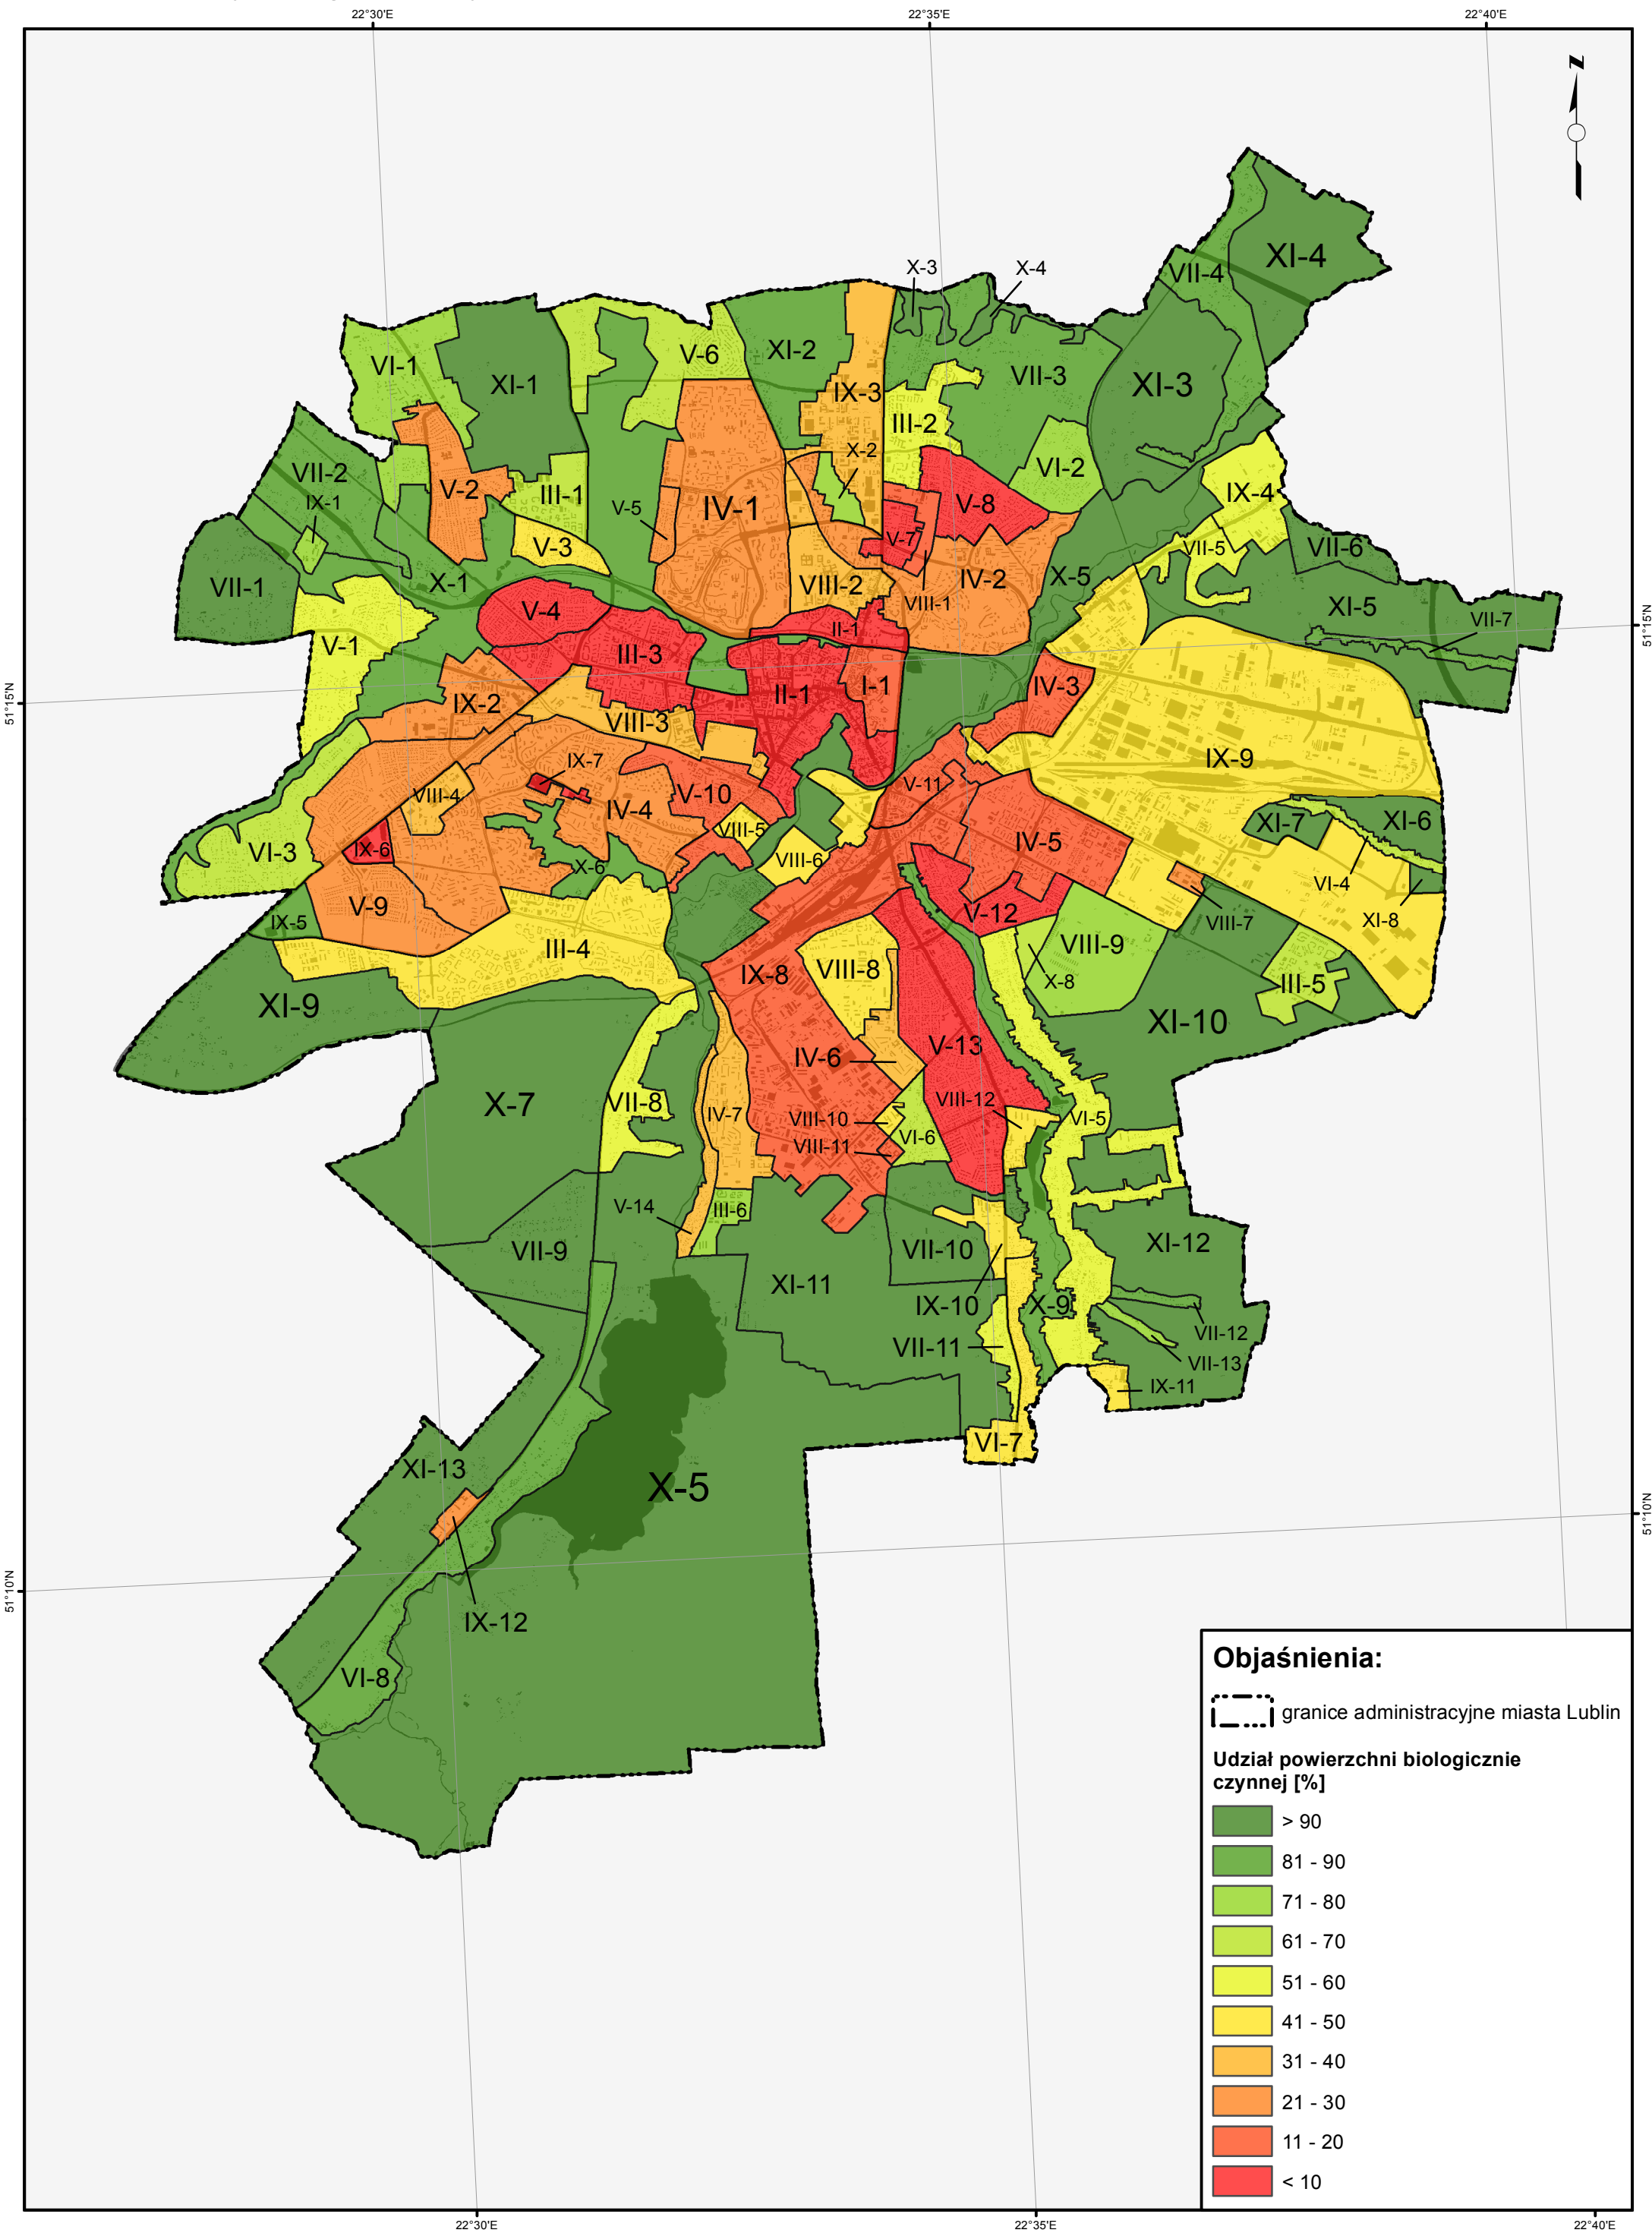 22°30'E 22°35'E 22°40'E
N
XI-4
X-3 X-4
VII-4
VI-1 XI-1 V-6 XI-2 VII-3 XI-3
IX-3
III-2
X-2
VII-2 V-2 III-1 VI-2 IX-4
IX-1
V-5 IV-1 V-8
V-3 V-7 VII-5 VII-6
VII-1 X-1 VIII-2 VIII-1 IV-2 X-5 XI-5
V-4 II-1 VII-7
51°15'N
V-1 III-3
II-1 I-1 IV-3
51°15'N
IX-2 VIII-3
IX-7 IX-9
VIII-4 IV-4 V-10 V-11
VIII-5 XI-7 XI-6
VI-3 IX-6 X-6 VIII-6 IV-5
VI-4
V-9 V-12 VIII-7 XI-8
IX-5 III-4 VIII-9
IX-8 VIII-8 X-8 III-5
XI-9 XI-10
V-13
IV-6
X-7 VII-8 IV-7 VIII-10 VIII-12 VI-5
VI-6
VIII-11
V-14 III-6
VII-9 VII-10 XI-12
XI-11
IX-10 X-9
VII-12
VII-11 VII-13
IX-11
VI-7
XI-13
X-5
51°10'N
51°10'N
IX-12
VI-8
Objaśnienia:
granice administracyjne miasta Lublin
Udział powierzchni biologicznie
czynnej [%]
> 90
81 - 90
71 - 80
61 - 70
51 - 60
41 - 50
31 - 40
21 - 30
11 - 20
< 10
22°30'E 22°35'E 22°40'E